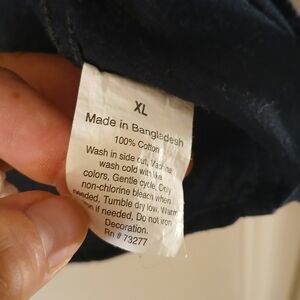 XL
Made in Bangladesh
100% Cotton
Wash in side out, Machine
wash cold with like
colors, Gentle cycle, Only
non-chlorine bleach when
needed, Tumble dry low, Warm
if needed, Do not iron
Decoration.
Rn # 73277